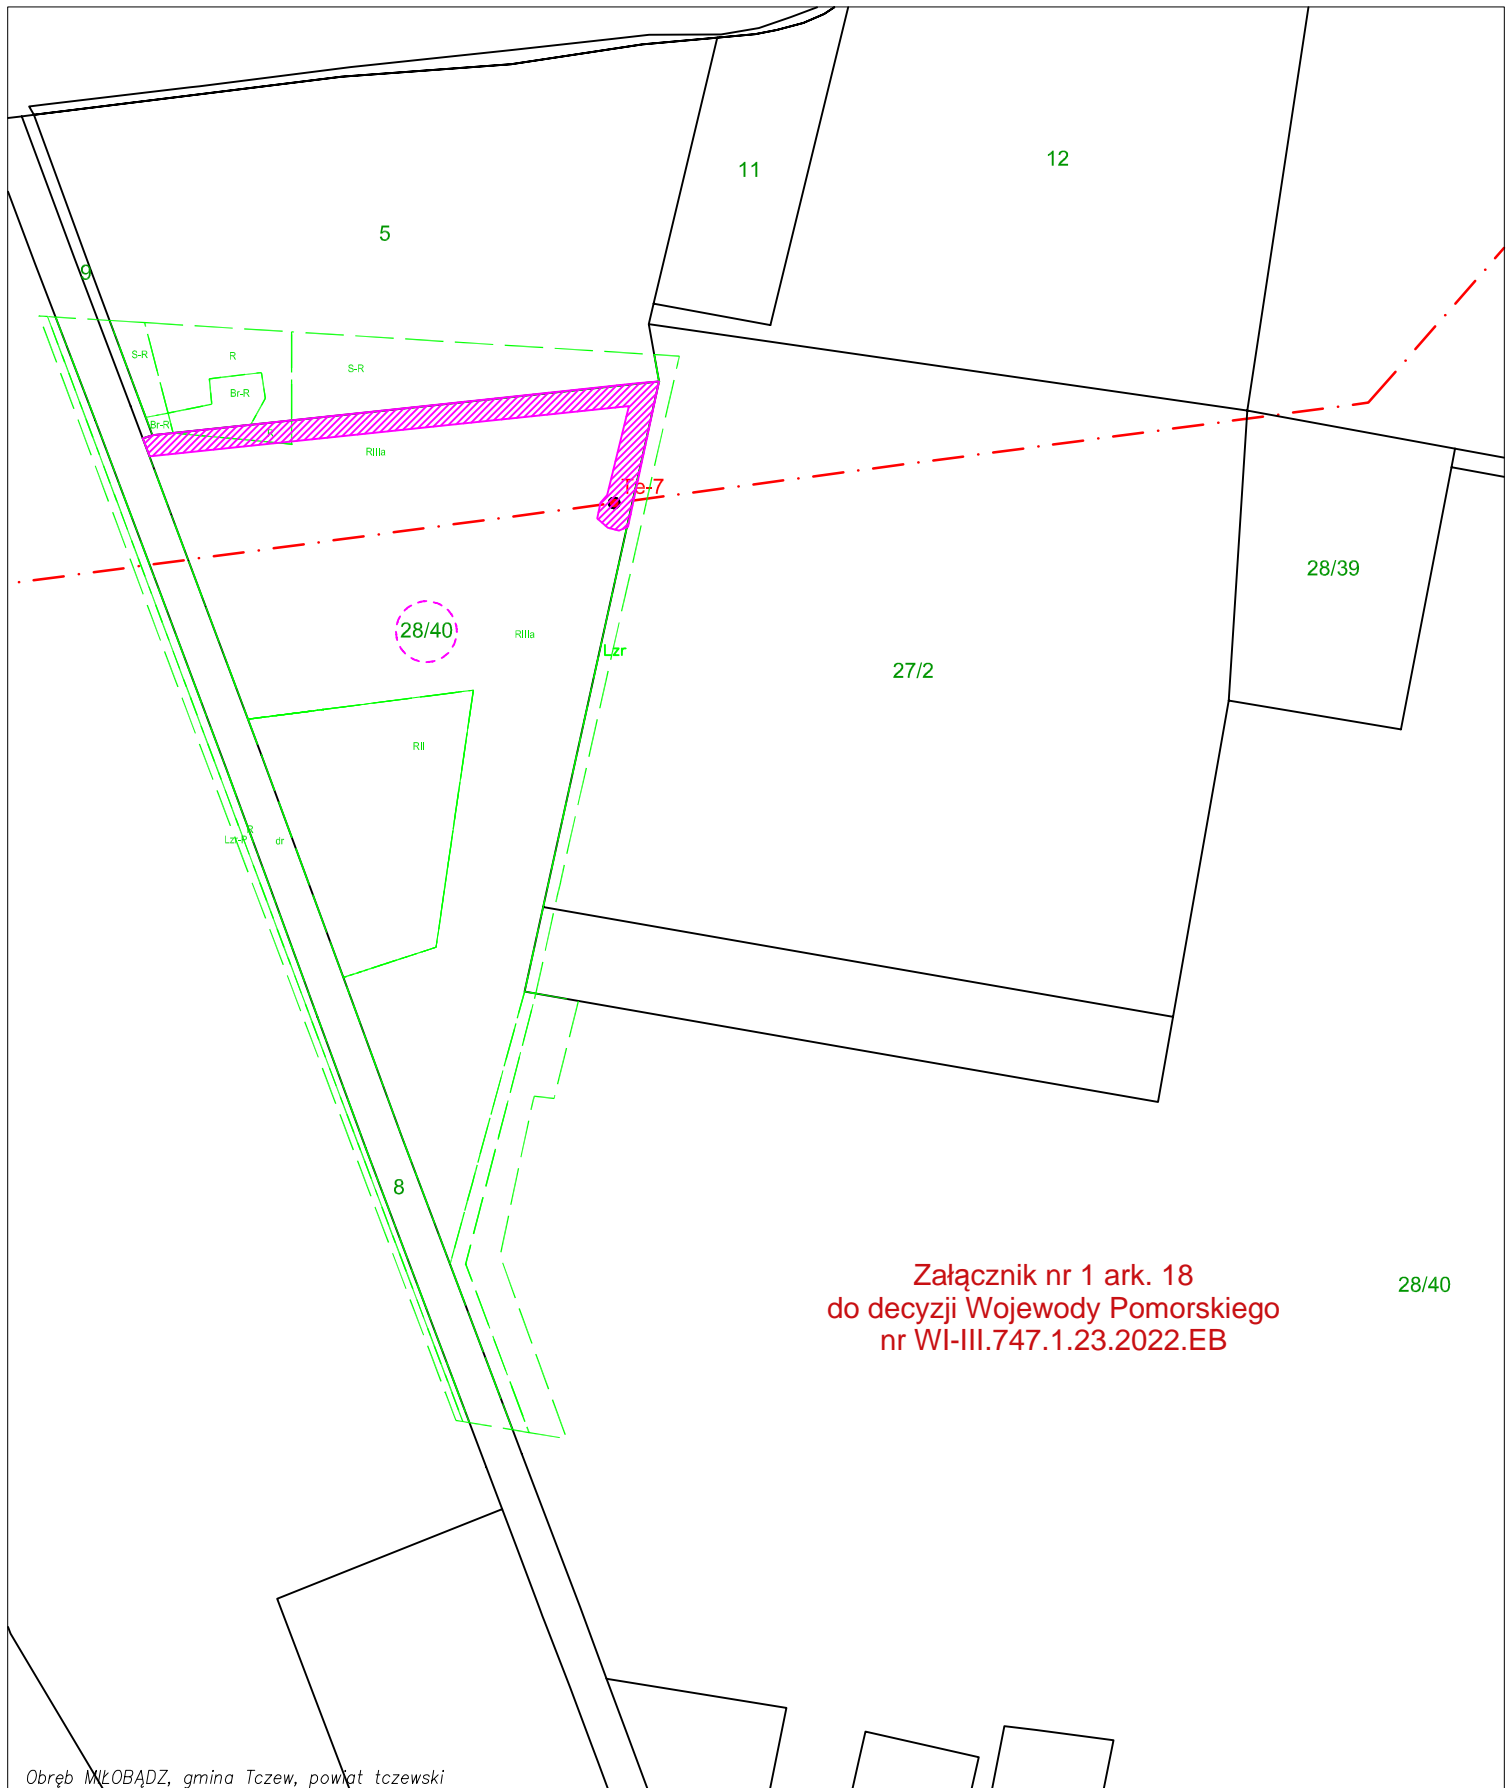 11
12
5
9
S-R
R
S-R
Br-R
Br-R
R
RIIIa
Te-7
28/39
28/40
RIIIa
Lzr
27/2
RII
R
Lzr-R
dr
8
Załącznik nr 1 ark. 18
do decyzji Wojewody Pomorskiego
nr WI-III.747.1.23.2022.EB
28/40
Obręb MIŁOBĄDZ, gmina Tczew, powiat tczewski